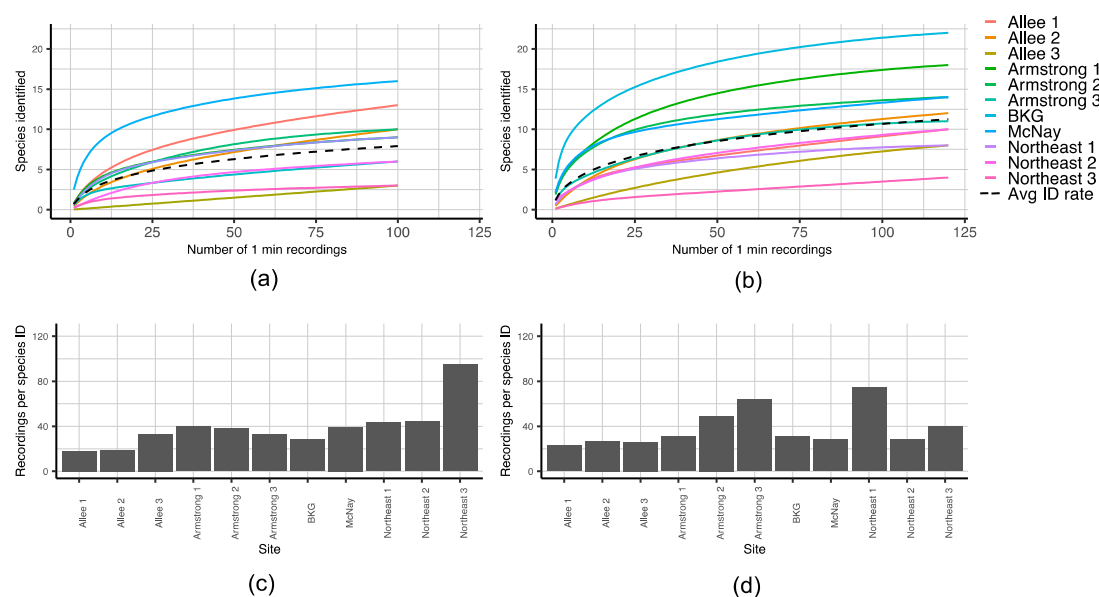 Species identified
20
15
10
5
0
0
25
50
75
100
125
Number of 1 min recordings
(a)
Species identified
20
15
10
5
0
0
25
50
75
100
125
Number of 1 min recordings
(b)
Allee 1
Allee 2
Allee 3
Armstrong 1
Armstrong 2
Armstrong 3
BKG
McNay
Northeast 1
Northeast 2
Northeast 3
Avg ID rate
Recordings per species ID
120
80
40
0
Allee 1
Allee 2
Allee 3
Armstrong 1
Armstrong 2
Armstrong 3
BKG
McNay
Northeast 1
Northeast 2
Northeast 3
Site
(c)
Recordings per species ID
120
80
40
0
Allee 1
Allee 2
Allee 3
Armstrong 1
Armstrong 2
Armstrong 3
BKG
McNay
Northeast 1
Northeast 2
Northeast 3
Site
(d)